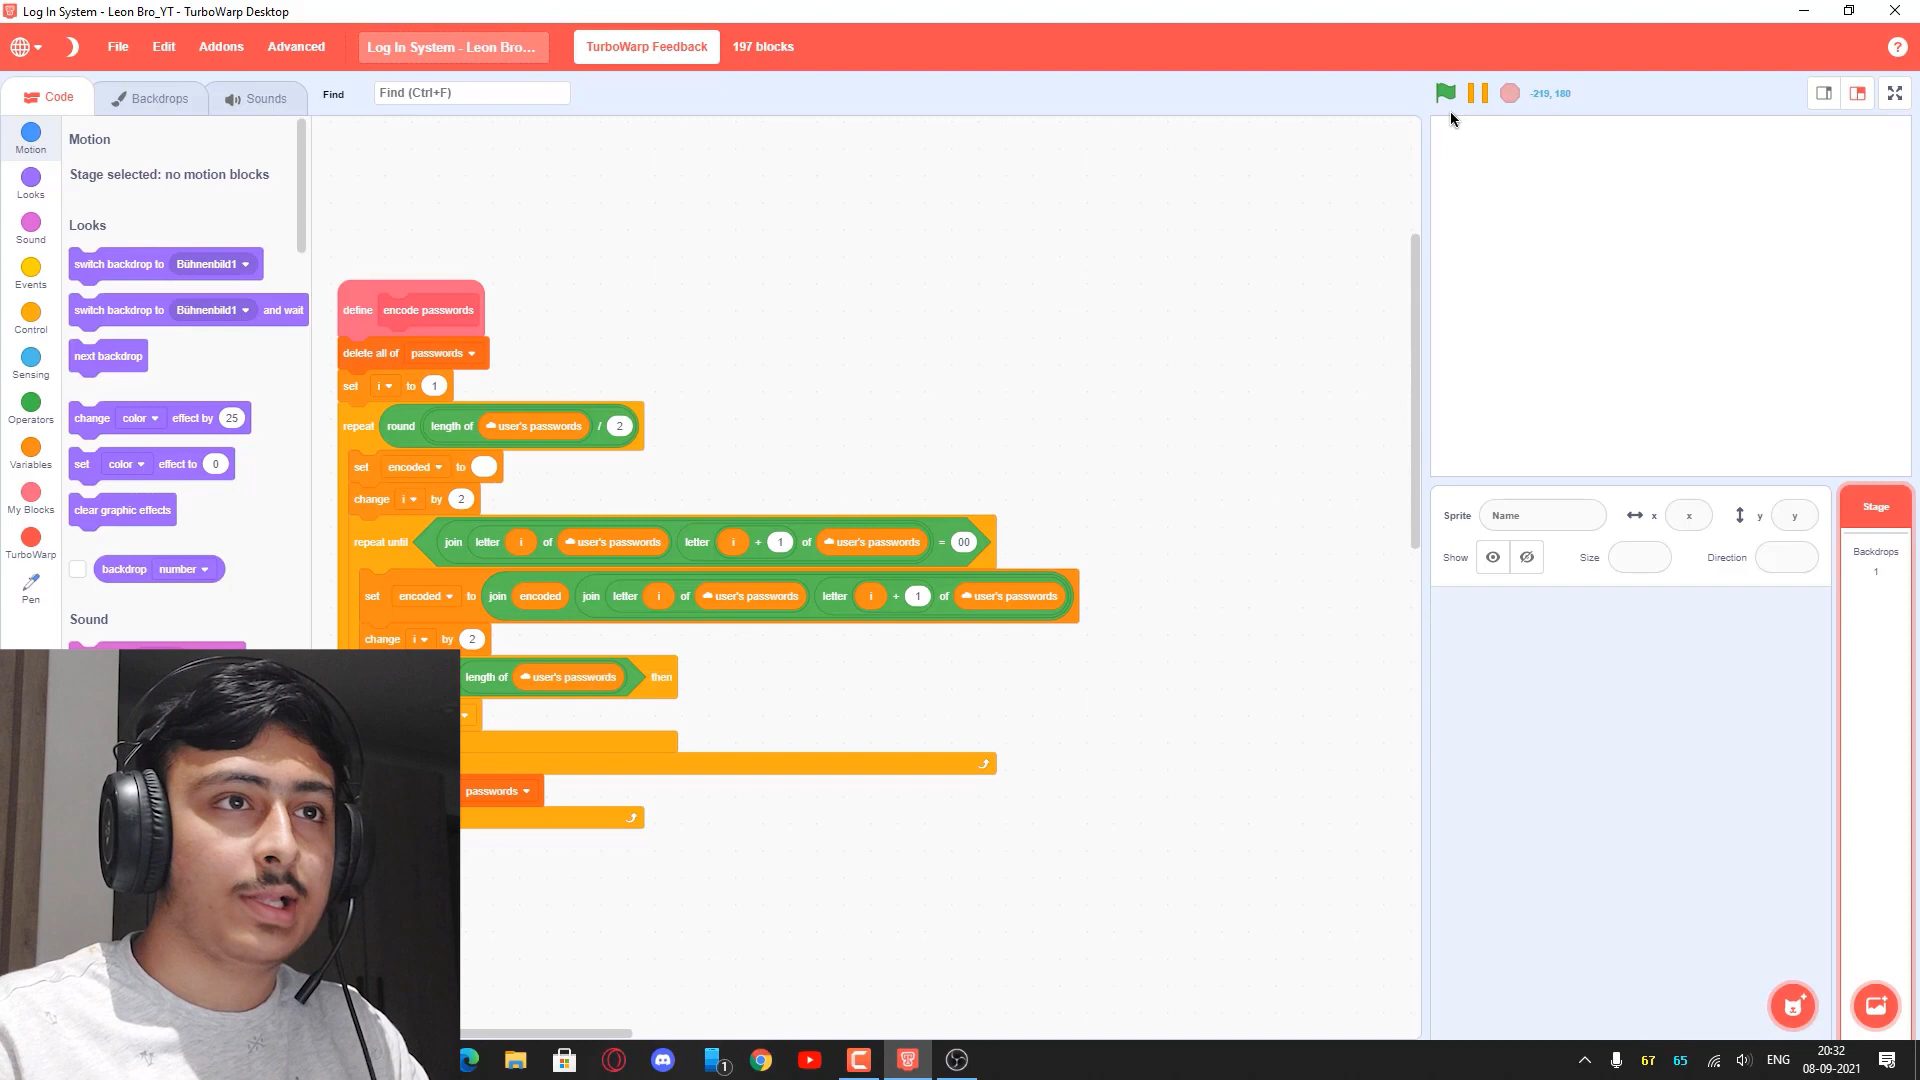 Log In System - Leon Bro_YT - TurboWarp Desktop
File Edit Addons Advanced Log In System - Leon Bro... TurboWarp Feedback 197 blocks ?
Code Backdrops Sounds Find Find (Ctrl+F) -219, 180
Motion
Looks
Sound
Events
Control
Sensing
Operators
Variables
My Blocks
TurboWarp
Pen
Motion
Stage selected: no motion blocks
Looks
switch backdrop to Bühnenbild1
switch backdrop to Bühnenbild1 and wait
next backdrop
change color effect by 25
set color effect to 0
clear graphic effects
backdrop number
Sound
define encode passwords
delete all of passwords
set i to 1
repeat round length of user's passwords / 2
set encoded to
change i by 2
repeat until join letter i of user's passwords letter i + 1 of user's passwords = 00
set encoded to join encoded join letter i of user's passwords letter i + 1 of user's passwords
change i by 2
length of user's passwords then
passwords
Sprite Name x x y y
Show Size Direction
Stage
Backdrops
1
1 67 65 ENG 20:32
08-09-2021